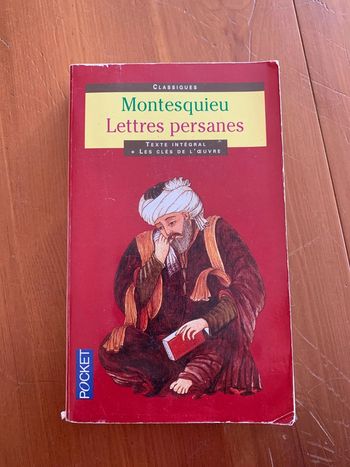 CLASSIQUES
Montesquieu
Lettres persanes
TEXTE INTÉGRAL
+ LES CLÉS DE L'ŒUVRE
POCKET